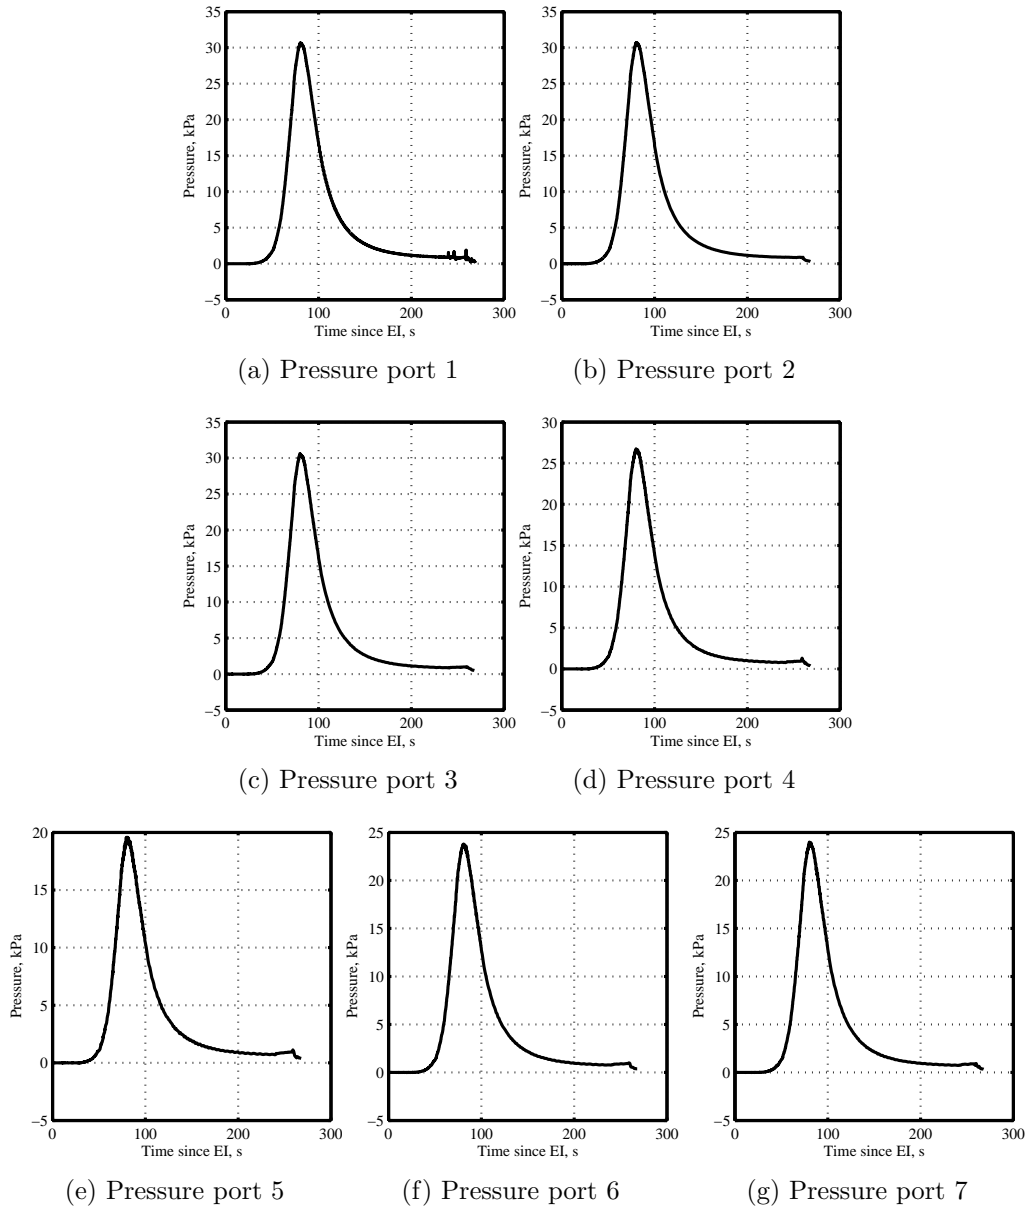 35
30
25
20
15
10
5
0
−5
0 100 200 300
Pressure, kPa
Time since EI, s
(a) Pressure port 1
35
30
25
20
15
10
5
0
−5
0 100 200 300
Pressure, kPa
Time since EI, s
(b) Pressure port 2
35
30
25
20
15
10
5
0
−5
0 100 200 300
Pressure, kPa
Time since EI, s
(c) Pressure port 3
30
25
20
15
10
5
0
−5
0 100 200 300
Pressure, kPa
Time since EI, s
(d) Pressure port 4
20
15
10
5
0
−5
0 100 200 300
Pressure, kPa
Time since EI, s
(e) Pressure port 5
25
20
15
10
5
0
−5
0 100 200 300
Pressure, kPa
Time since EI, s
(f) Pressure port 6
25
20
15
10
5
0
−5
0 100 200 300
Pressure, kPa
Time since EI, s
(g) Pressure port 7